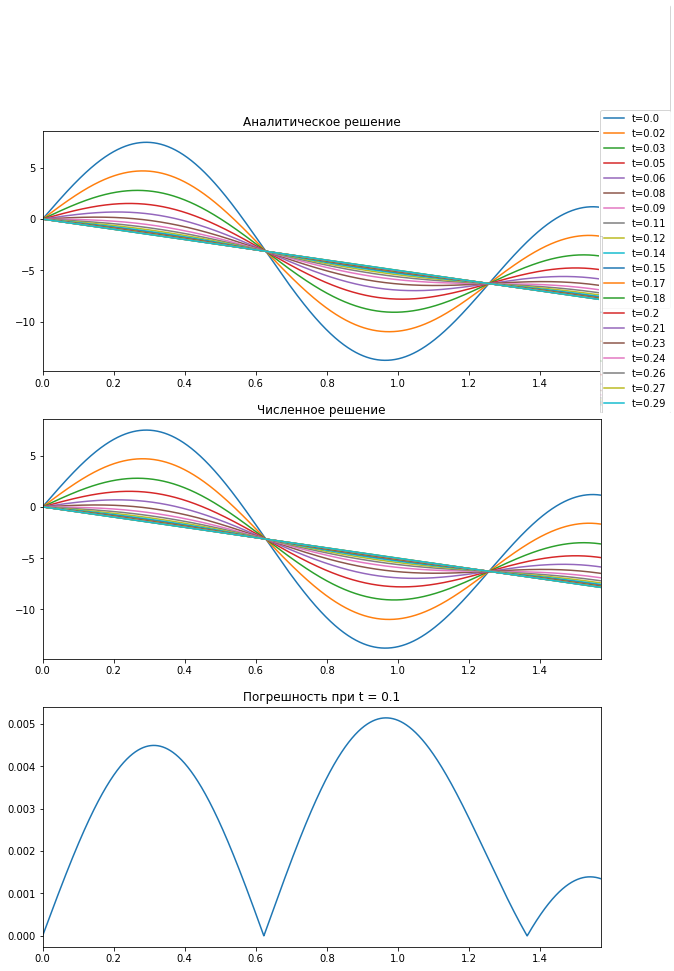 Аналитическое решение
5
0
−5
−10
0.0 0.2 0.4 0.6 0.8 1.0 1.2 1.4
t=0.0
t=0.02
t=0.03
t=0.05
t=0.06
t=0.08
t=0.09
t=0.11
t=0.12
t=0.14
t=0.15
t=0.17
t=0.18
t=0.2
t=0.21
t=0.23
t=0.24
t=0.26
t=0.27
t=0.29
Численное решение
5
0
−5
−10
0.0 0.2 0.4 0.6 0.8 1.0 1.2 1.4
Погрешность при t = 0.1
0.005
0.004
0.003
0.002
0.001
0.000
0.0 0.2 0.4 0.6 0.8 1.0 1.2 1.4